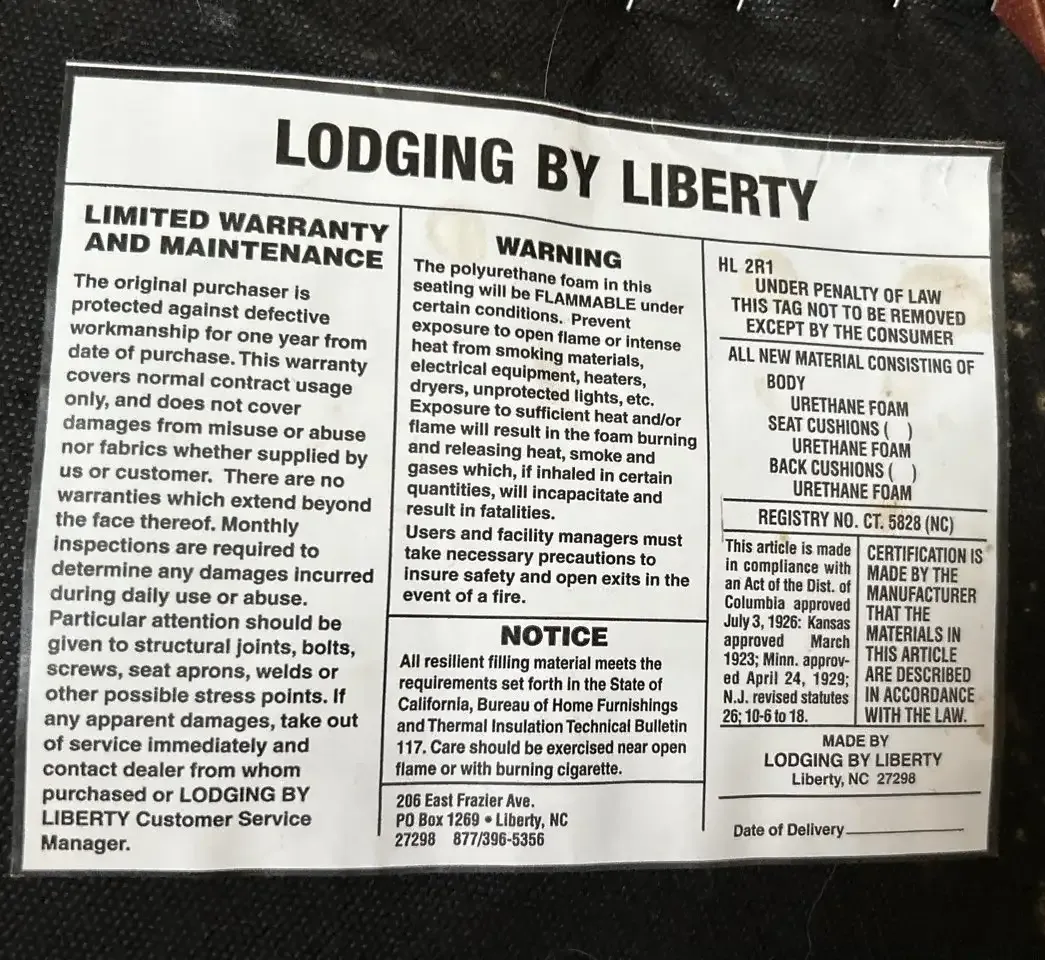 LODGING BY LIBERTY
LIMITED WARRANTY
AND MAINTENANCE
The original purchaser is
protected against defective
workmanship for one year from
date of purchase. This warranty
covers normal contract usage
only, and does not cover
damages from misuse or abuse
nor fabrics whether supplied by
us or customer. There are no
warranties which extend beyond
the face thereof. Monthly
inspections are required to
determine any damages incurred
during daily use or abuse.
Particular attention should be
given to structural joints, bolts,
screws, seat aprons, welds or
other possible stress points. If
any apparent damages, take out
of service immediately and
contact dealer from whom
purchased or LODGING BY
LIBERTY Customer Service
Manager.
WARNING
The polyurethane foam in this
seating will be FLAMMABLE under
certain conditions. Prevent
exposure to open flame or intense
heat from smoking materials,
electrical equipment, heaters,
dryers, unprotected lights, etc.
Exposure to sufficient heat and/or
flame will result in the foam burning
and releasing heat, smoke and
gases which, if inhaled in certain
quantities, will incapacitate and
result in fatalities.
Users and facility managers must
take necessary precautions to
insure safety and open exits in the
event of a fire.
NOTICE
All resilient filling material meets the
requirements set forth in the State of
California, Bureau of Home Furnishings
and Thermal Insulation Technical Bulletin
117. Care should be exercised near open
flame or with burning cigarette.
206 East Frazier Ave.
PO Box 1269 • Liberty, NC
27298 877/396-5356
HL 2R1
UNDER PENALTY OF LAW
THIS TAG NOT TO BE REMOVED
EXCEPT BY THE CONSUMER
ALL NEW MATERIAL CONSISTING OF
BODY
URETHANE FOAM
SEAT CUSHIONS ( )
URETHANE FOAM
BACK CUSHIONS ( )
URETHANE FOAM
REGISTRY NO. CT. 5828 (NC)
This article is made
in compliance with
an Act of the Dist. of
Columbia approved
July 3, 1926: Kansas
approved March
1923; Minn. approv-
ed April 24, 1929;
N.J. revised statutes
26; 10-6 to 18.
CERTIFICATION IS
MADE BY THE
MANUFACTURER
THAT THE
MATERIALS IN
THIS ARTICLE
ARE DESCRIBED
IN ACCORDANCE
WITH THE LAW.
MADE BY
LODGING BY LIBERTY
Liberty, NC 27298
Date of Delivery